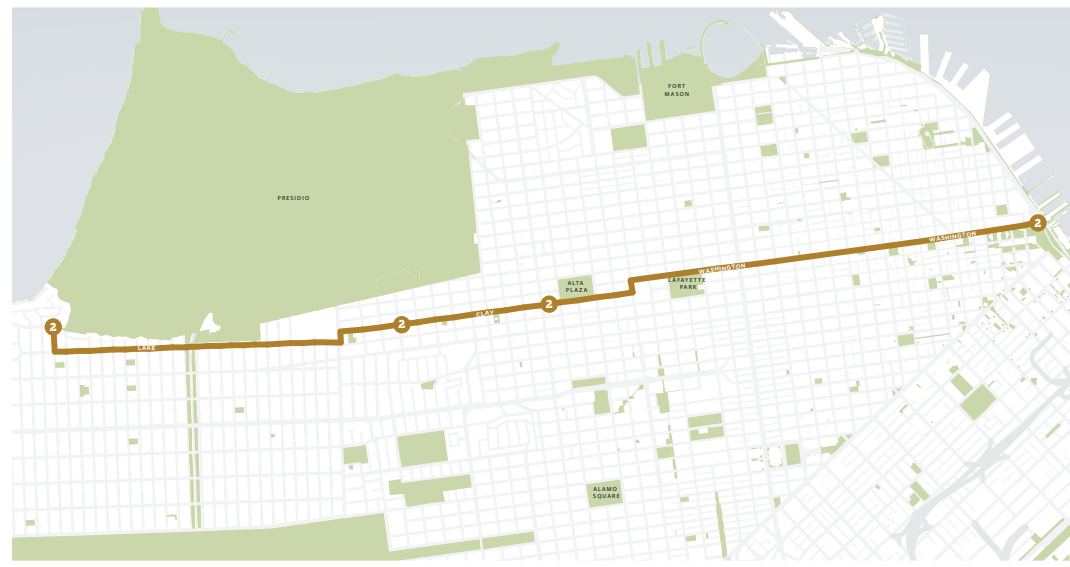 FORT
MASON
PRESIDIO
2
WASHINGTON
WASHINGTON
ALTA
PLAZA
LAFAYETTE
PARK
2
CLAY
2
2
LAKE
ALAMO
SQUARE